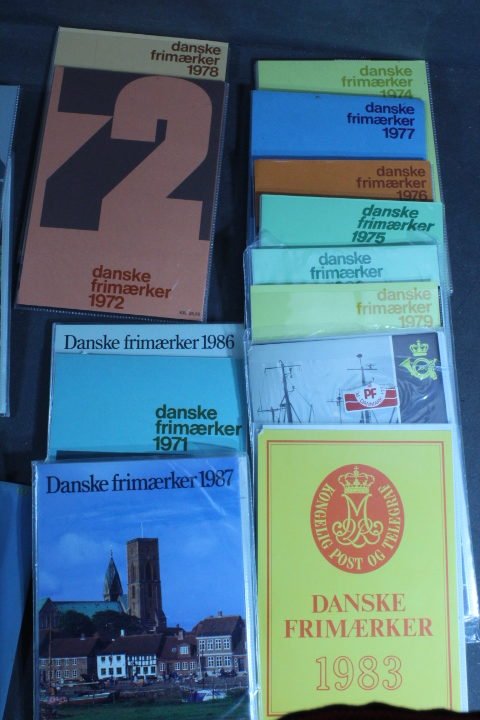 danske
frimærker
1978
72
danske
frimærker
1972
Danske frimærker 1986
danske
frimærker
1971
Danske frimærker 1987
danske
frimærker
1974
danske
frimærker
1977
danske
frimærker
1976
danske
frimærker
1975
danske
frimærker
danske
frimærker
1979
PF
KONGELIG
POST OG TELEGRAF
DANSKE
FRIMÆRKER
1983